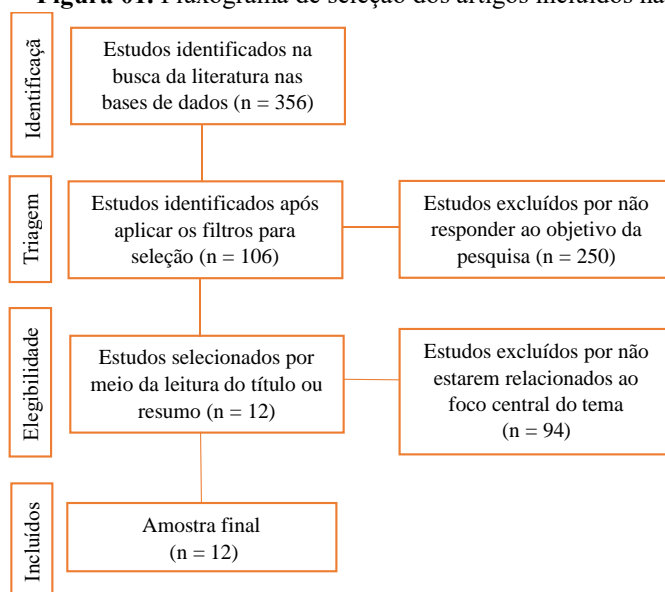 Figura 01. Fluxograma de seleção dos artigos incluídos na
Identificaçã
Estudos identificados na
busca da literatura nas
bases de dados (n = 356)
Triagem
Estudos identificados após
aplicar os filtros para
seleção (n = 106)
Estudos excluídos por não
responder ao objetivo da
pesquisa (n = 250)
Elegibilidade
Estudos selecionados por
meio da leitura do título ou
resumo (n = 12)
Estudos excluídos por não
estarem relacionados ao
foco central do tema
(n = 94)
Incluídos
Amostra final
(n = 12)